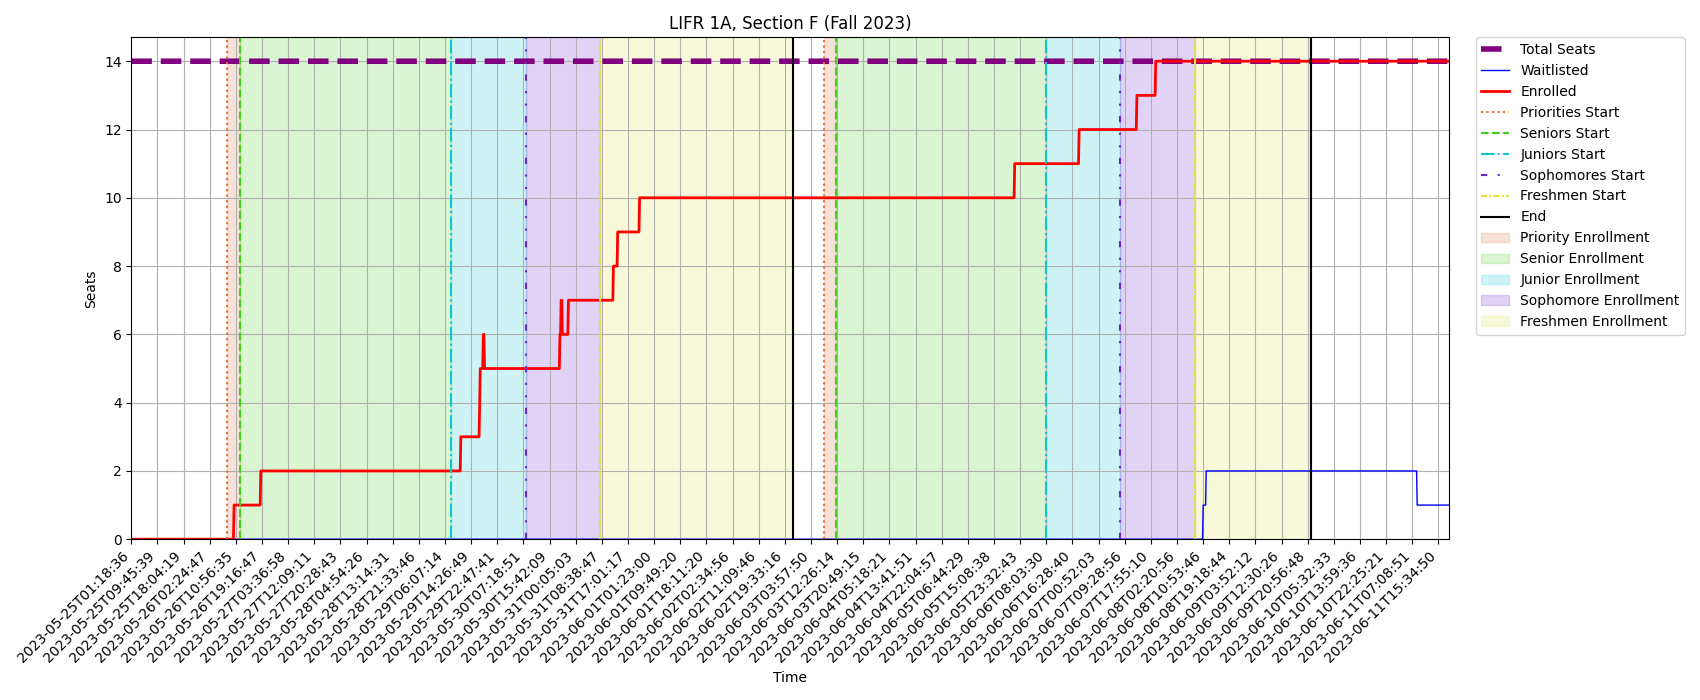 LIFR 1A, Section F (Fall 2023)
Seats
14
12
10
8
6
4
2
0
2023-05-25T01:18:36
2023-05-25T09:45:39
2023-05-25T18:04:19
2023-05-26T02:24:47
2023-05-26T10:56:35
2023-05-26T19:16:47
2023-05-27T03:36:58
2023-05-27T12:09:11
2023-05-27T20:28:43
2023-05-28T04:54:26
2023-05-28T13:14:31
2023-05-28T21:33:46
2023-05-29T06:07:14
2023-05-29T14:26:49
2023-05-29T22:47:41
2023-05-30T07:18:51
2023-05-30T15:42:09
2023-05-31T00:05:03
2023-05-31T08:38:47
2023-05-31T17:01:17
2023-06-01T01:23:00
2023-06-01T09:49:20
2023-06-01T18:11:20
2023-06-02T02:34:56
2023-06-02T11:09:46
2023-06-02T19:33:16
2023-06-03T03:57:50
2023-06-03T12:26:14
2023-06-03T20:49:15
2023-06-04T05:18:21
2023-06-04T13:41:51
2023-06-04T22:04:57
2023-06-05T06:44:29
2023-06-05T15:08:38
2023-06-05T23:32:43
2023-06-06T08:03:30
2023-06-06T16:28:40
2023-06-07T00:52:03
2023-06-07T09:28:56
2023-06-07T17:55:10
2023-06-08T02:20:56
2023-06-08T10:53:46
2023-06-08T19:18:44
2023-06-09T03:52:12
2023-06-09T12:30:26
2023-06-09T20:56:48
2023-06-10T05:32:33
2023-06-10T13:59:36
2023-06-10T22:25:21
2023-06-11T07:08:51
2023-06-11T15:34:50
Time
Total Seats
Waitlisted
Enrolled
Priorities Start
Seniors Start
Juniors Start
Sophomores Start
Freshmen Start
End
Priority Enrollment
Senior Enrollment
Junior Enrollment
Sophomore Enrollment
Freshmen Enrollment